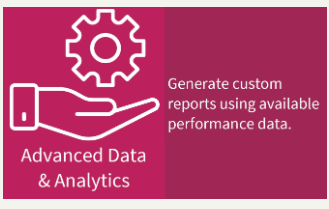 Advanced Data
& Analytics
Generate custom
reports using available
performance data.